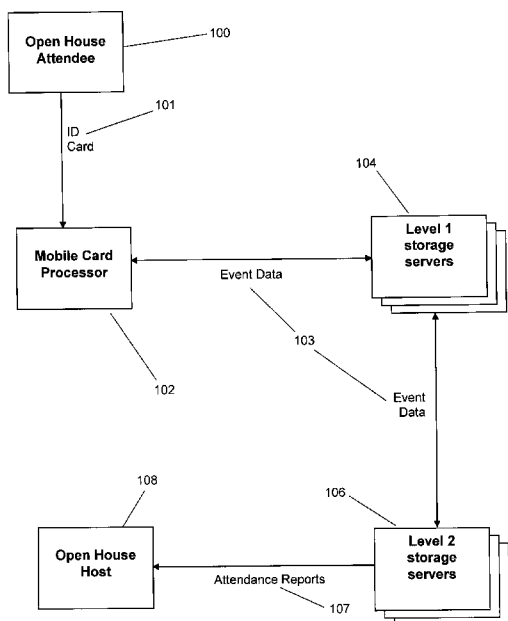 Open House
Attendee
100
101
ID
Card
104
Mobile Card
Processor
Level 1
storage
servers
Event Data
103
102
Event
Data
108
106
Open House
Host
Level 2
storage
servers
Attendance Reports
107